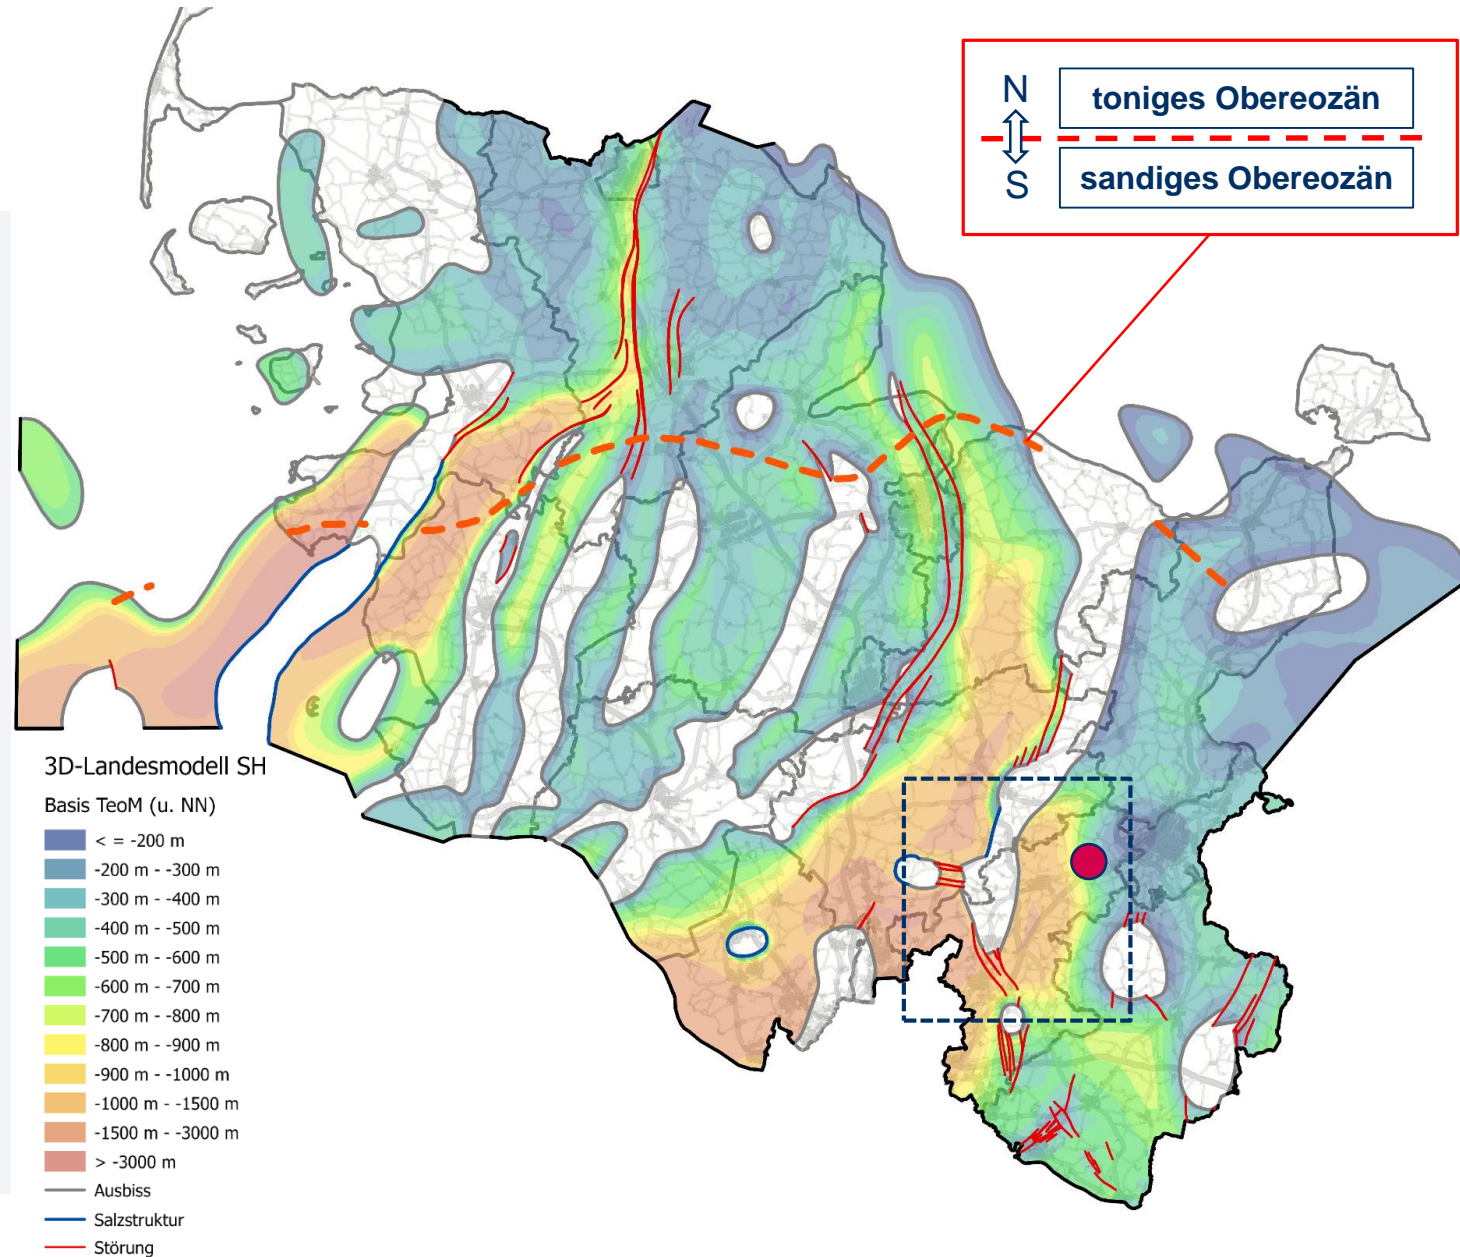 N
toniges Obereozän
S
sandiges Obereozän
3D-Landesmodell SH
Basis TeoM (u. NN)
< = -200 m
-200 m - -300 m
-300 m - -400 m
-400 m - -500 m
-500 m - -600 m
-600 m - -700 m
-700 m - -800 m
-800 m - -900 m
-900 m - -1000 m
-1000 m - -1500 m
-1500 m - -3000 m
> -3000 m
Ausbiss
Salzstruktur
Störung